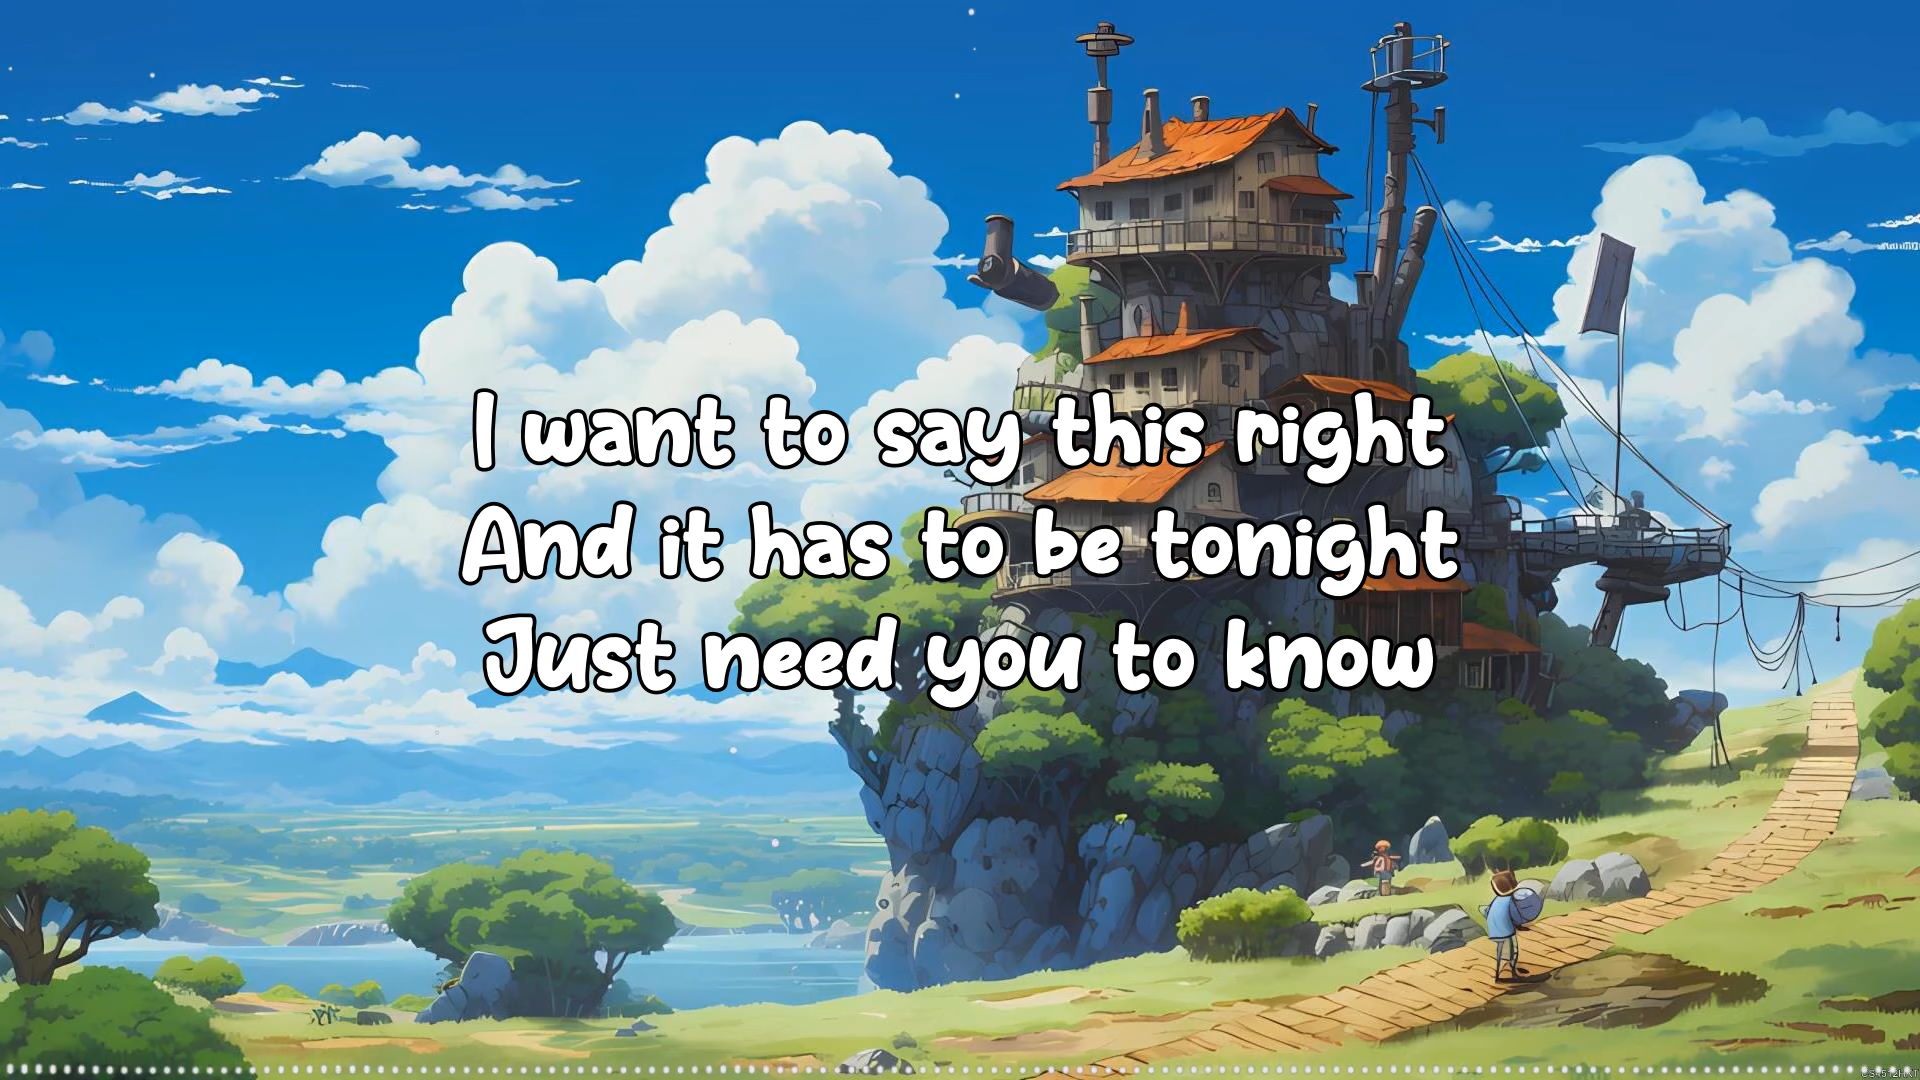 I want to say this right
And it has to be tonight
Just need you to know